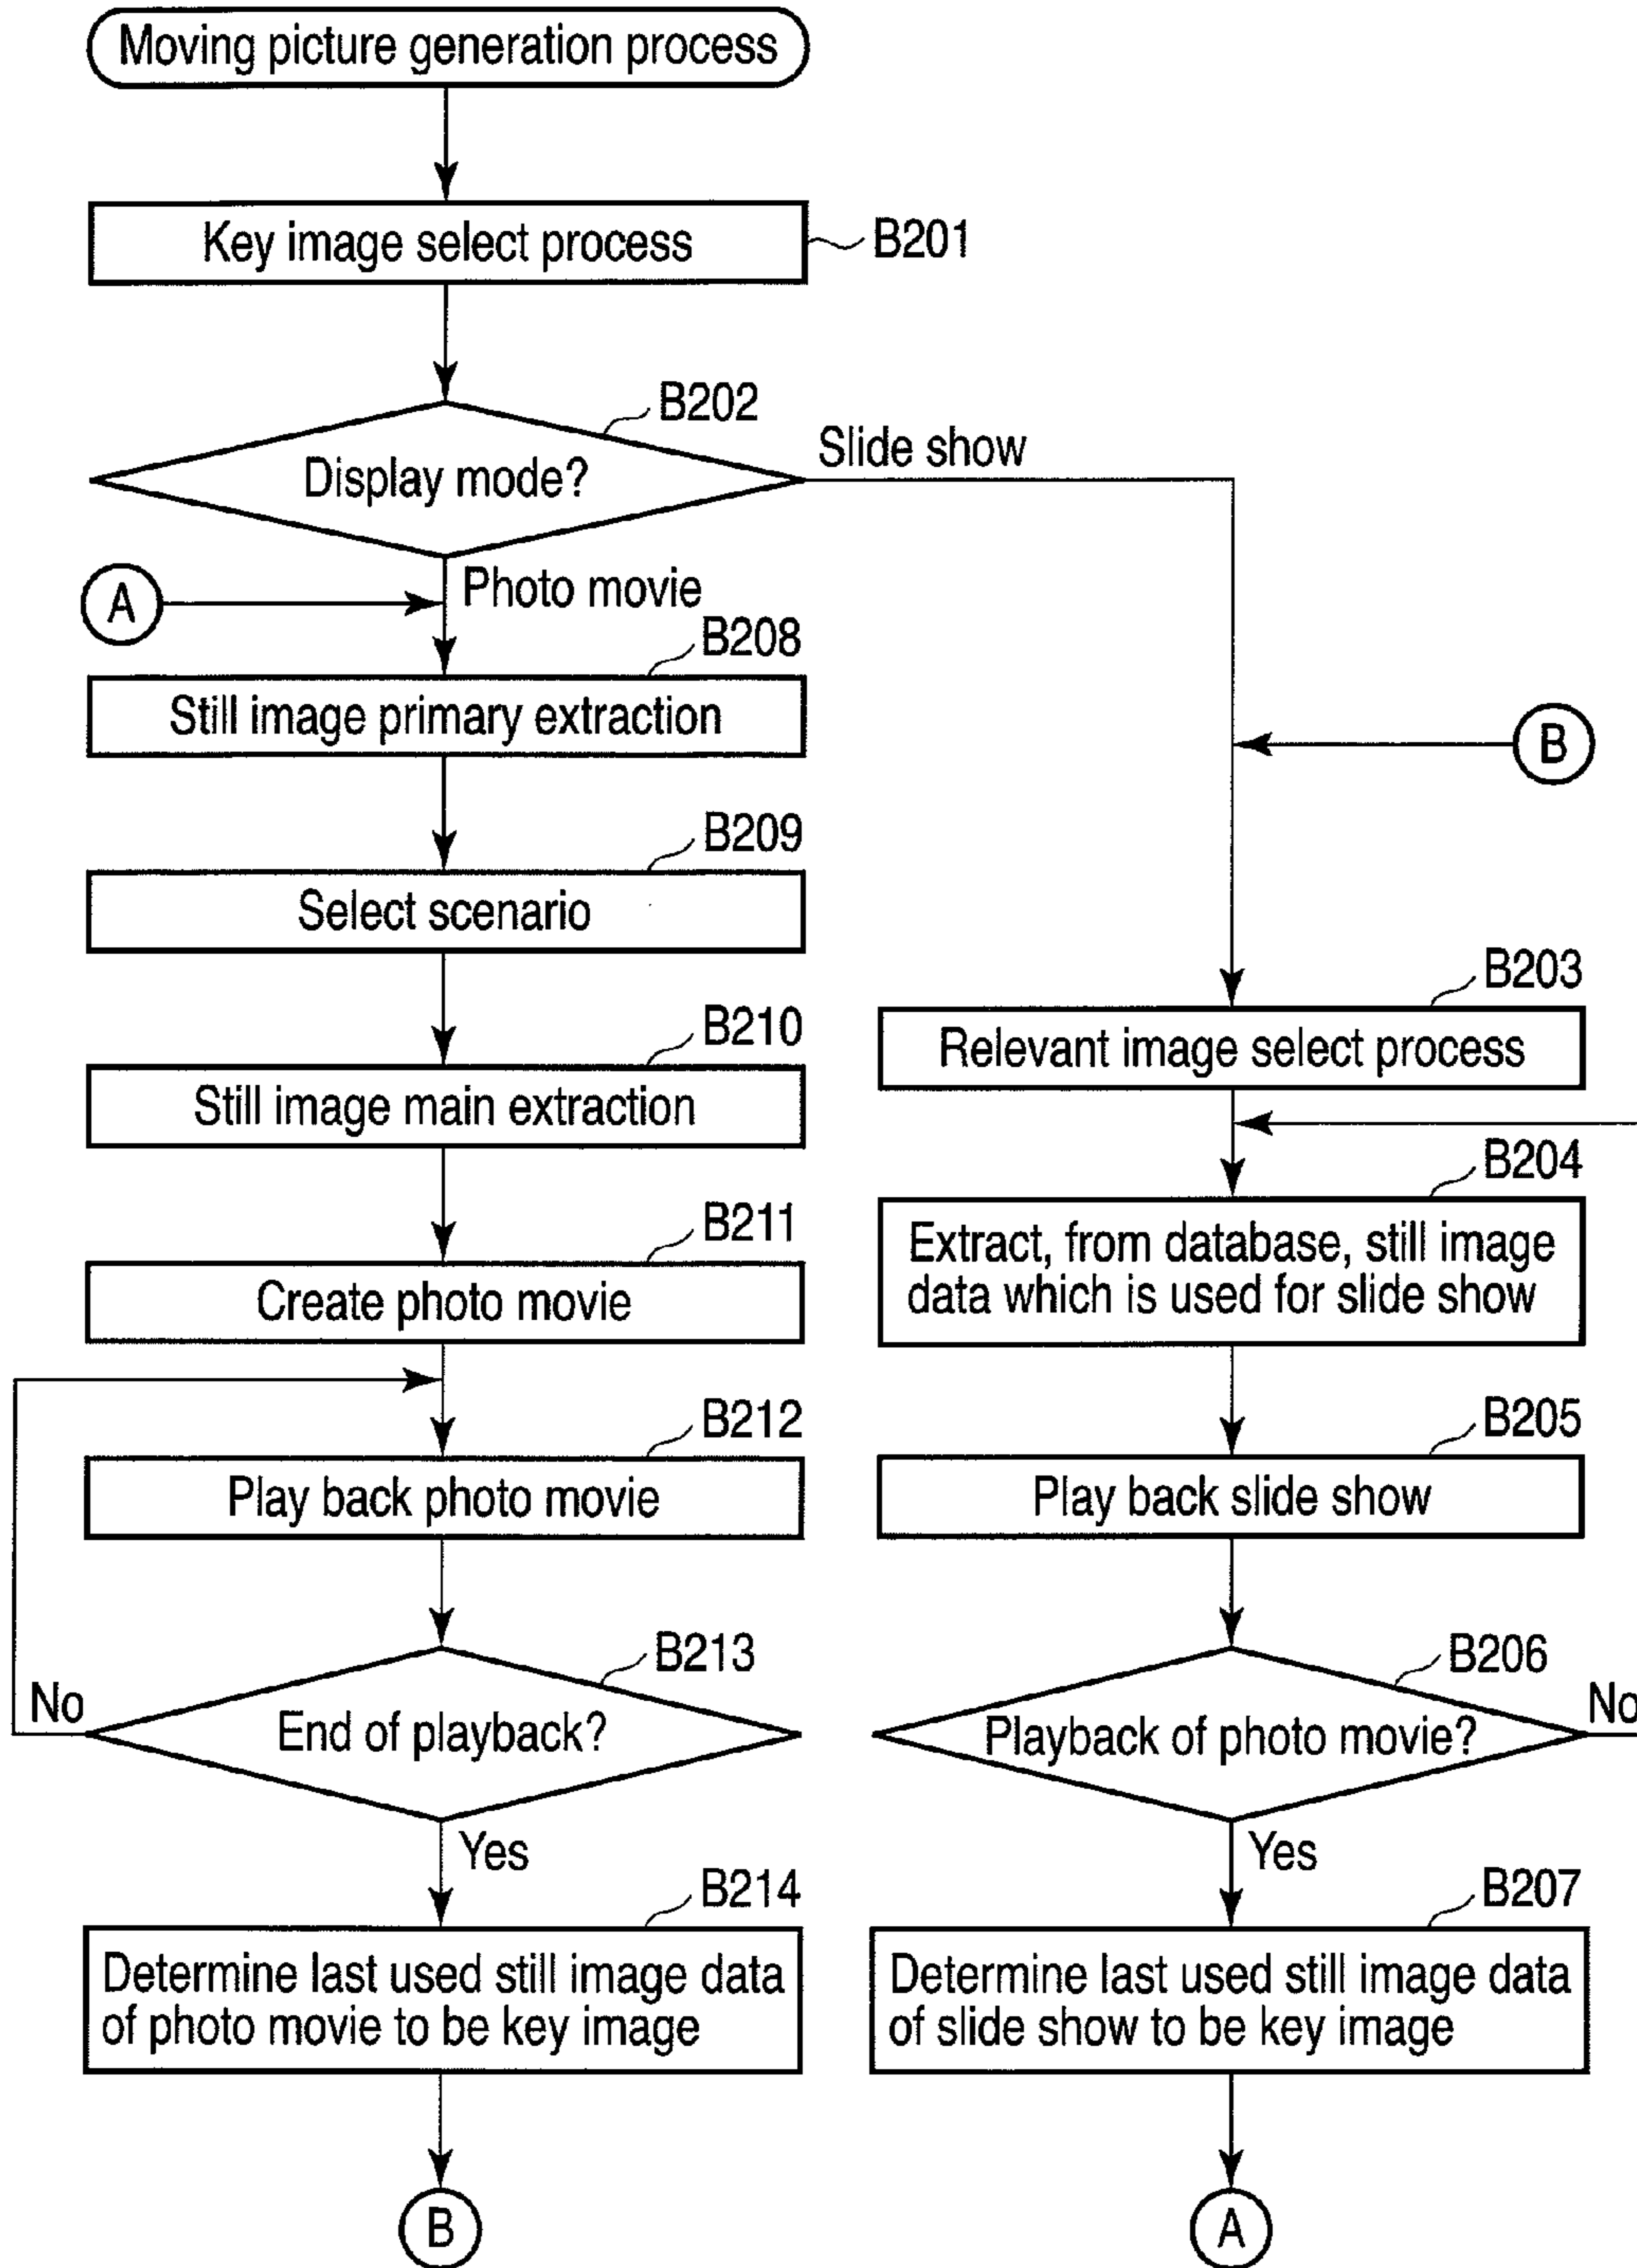 Moving picture generation process
Key image select process
B201
B202
Display mode?
Slide show
A
Photo movie
B208
Still image primary extraction
B
B209
Select scenario
B203
Relevant image select process
B210
Still image main extraction
B204
Extract, from database, still image
data which is used for slide show
B211
Create photo movie
B212
Play back photo movie
B205
Play back slide show
B213
End of playback?
No
Yes
B206
Playback of photo movie?
No
Yes
B214
Determine last used still image data
of photo movie to be key image
B207
Determine last used still image data
of slide show to be key image
B
A